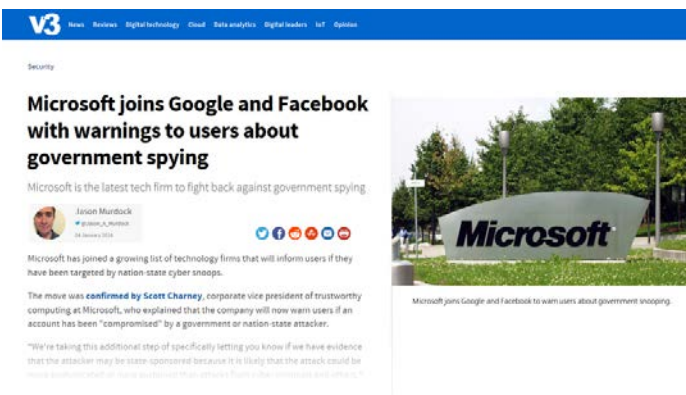 V3 News Reviews Digital technology Cloud Data analytics Digital leaders IoT Opinion
Security
Microsoft joins Google and Facebook
with warnings to users about
government spying
Microsoft is the latest tech firm to fight back against government spying
Jason Murdock
@Jason_A_Murdock
04 January 2016
Microsoft has joined a growing list of technology firms that will inform users if they
have been targeted by nation-state cyber snoops.
The move was confirmed by Scott Charney, corporate vice president of trustworthy
computing at Microsoft, who explained that the company will now warn users if an
account has been "compromised" by a government or nation-state attacker.
"We're taking this additional step of specifically letting you know if we have evidence
that the attacker may be state-sponsored because it is likely that the attack could be
Microsoft
Microsoft joins Google and Facebook to warn users about government snooping.